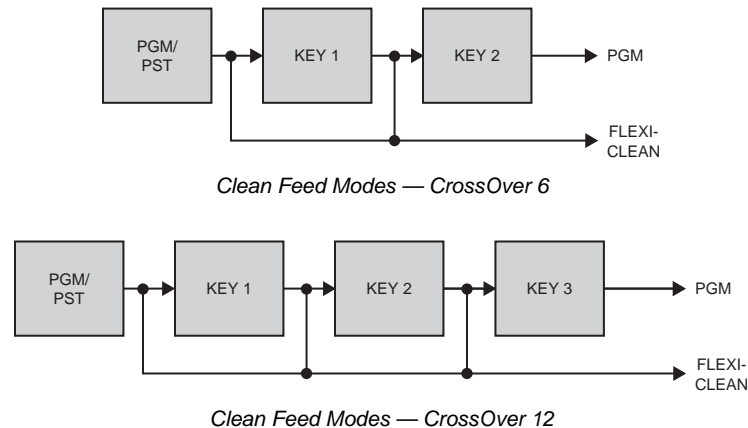 PGM/
PST
KEY 1
KEY 2
PGM
FLEXI-
CLEAN
Clean Feed Modes — CrossOver 6
PGM/
PST
KEY 1
KEY 2
KEY 3
PGM
FLEXI-
CLEAN
Clean Feed Modes — CrossOver 12